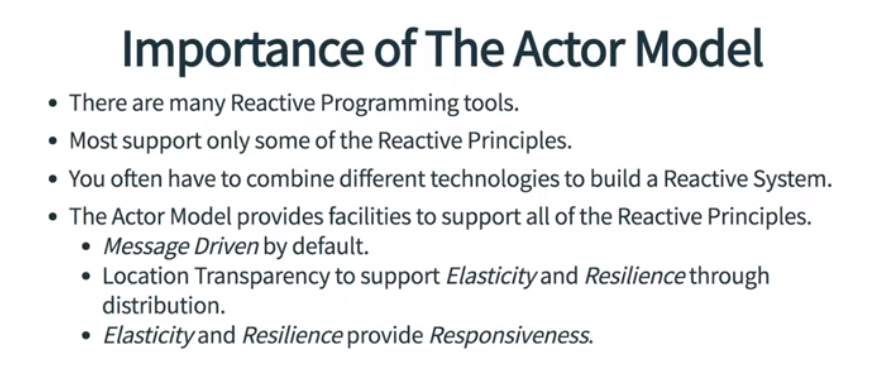 Importance of The Actor Model
• There are many Reactive Programming tools.
• Most support only some of the Reactive Principles.
• You often have to combine different technologies to build a Reactive System.
• The Actor Model provides facilities to support all of the Reactive Principles.
• Message Driven by default.
• Location Transparency to support Elasticity and Resilience through
distribution.
• Elasticity and Resilience provide Responsiveness.